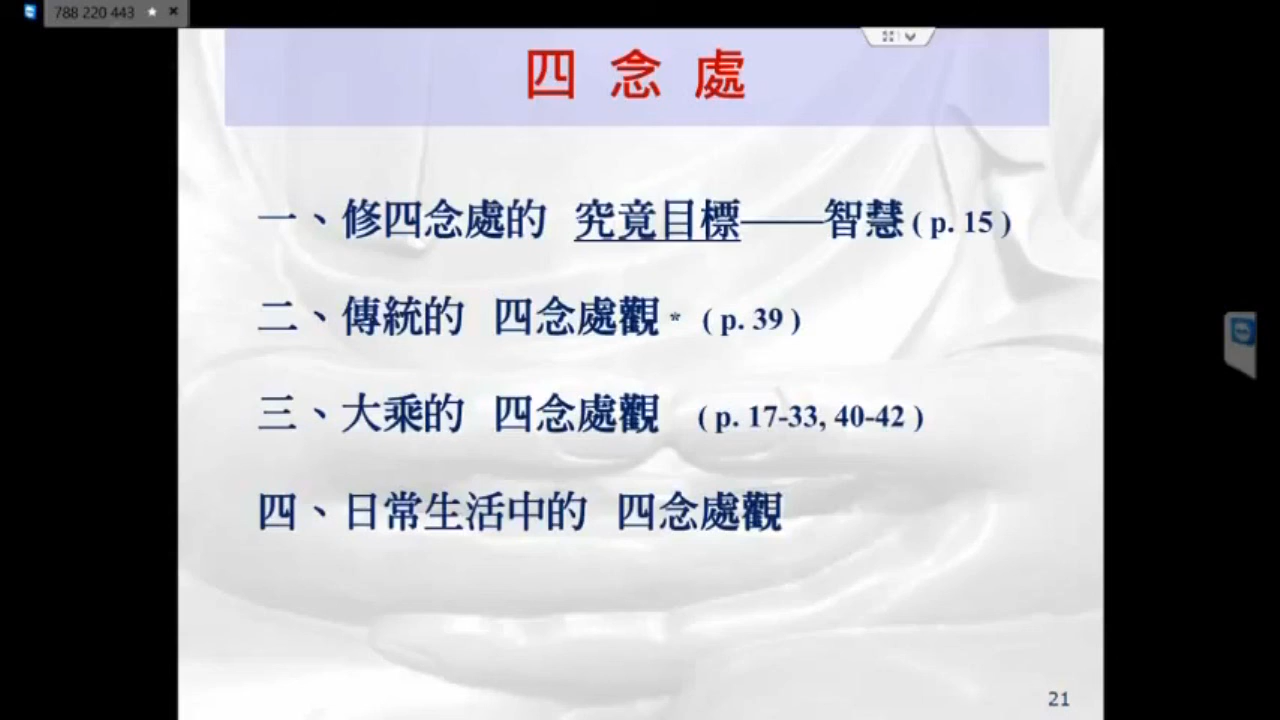 788 220 443
四 念 處
一、修四念處的 究竟目標——智慧 ( p. 15 )
二、傳統的 四念處觀 * ( p. 39 )
三、大乘的 四念處觀 ( p. 17-33, 40-42 )
四、日常生活中的 四念處觀
21